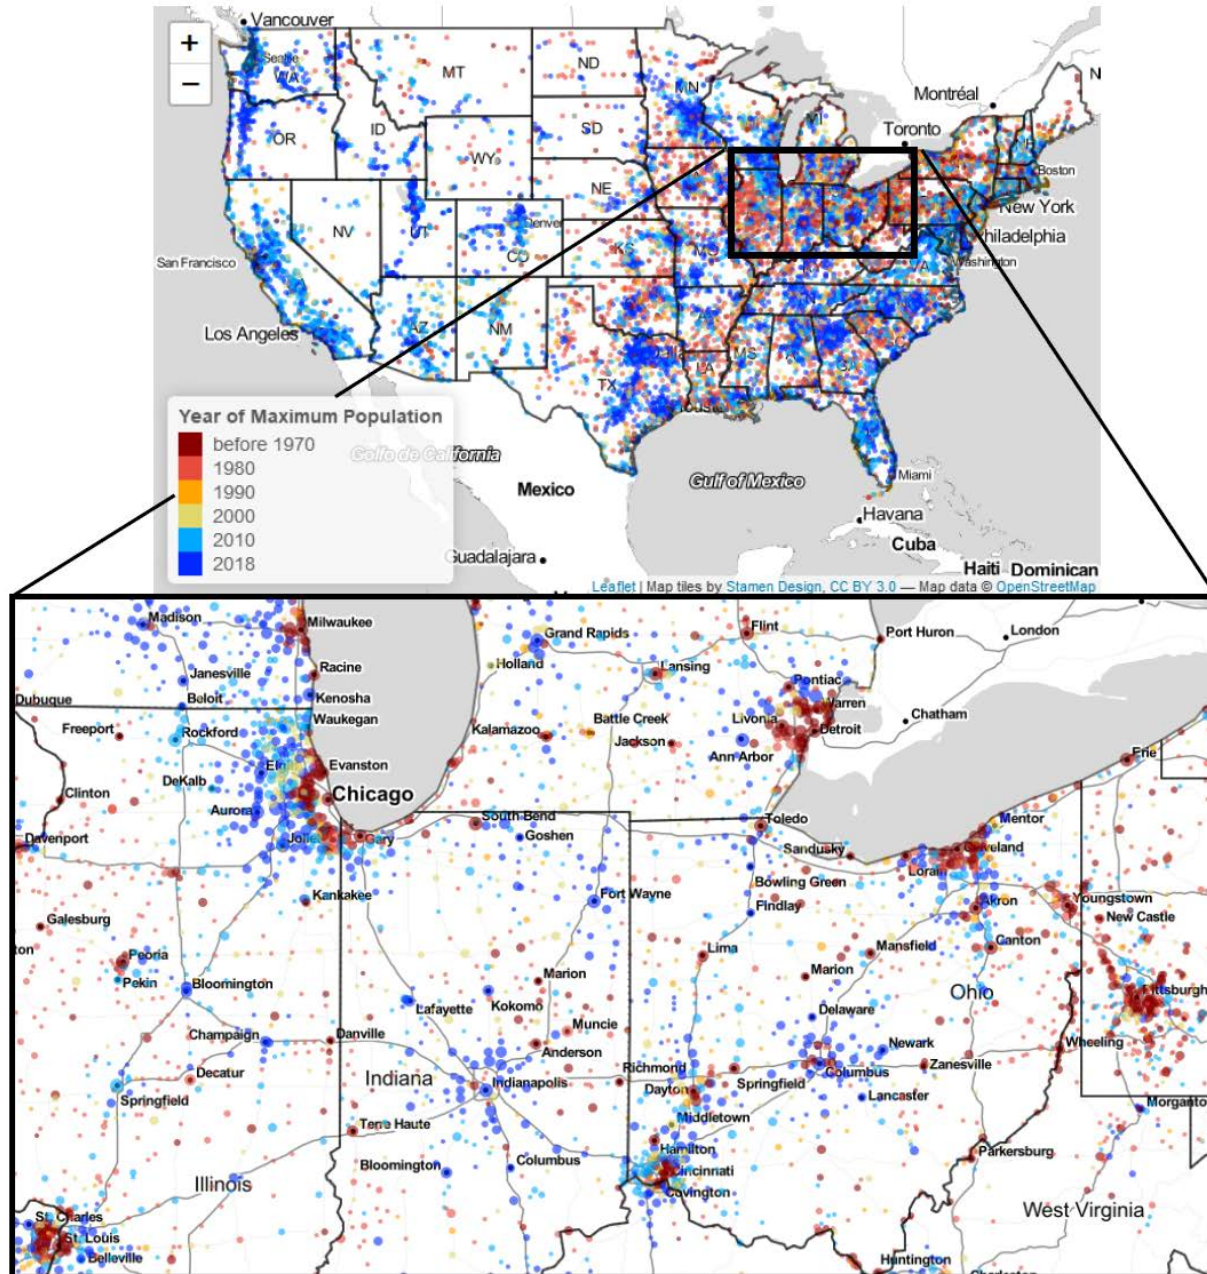 Vancouver
+
−
Seattle
WA
MT
ND
MN
N
Montréal
Toronto
MI
OR
ID
SD
WY
Boston
New York
Philadelphia
NE
NV
UT
Denver
CO
KS
MO
Washington
VA
San Francisco
Los Angeles
AZ
NM
MS
LA
GA
TX
Year of Maximum Population
before 1970
1980
1990
2000
2010
2018
Golfo de California
Gulf of Mexico
Mexico
Miami
Havana
Cuba
Guadalajara
Haiti Dominican
Leaflet | Map tiles by Stamen Design, CC BY 3.0 — Map data © OpenStreetMap
Madison
Milwaukee
Grand Rapids
Flint
Port Huron
London
Racine
Holland
Lansing
Janesville
Pontiac
Dubuque
Beloit
Kenosha
Waukegan
Warren
Chatham
Freeport
Rockford
Kalamazoo
Battle Creek
Livonia
Jackson
Detroit
Ann Arbor
Erie
DeKalb
Evanston
Clinton
Chicago
Aurora
South Bend
Toledo
Mentor
Davenport
Gary
Goshen
Sandusky
Cleveland
Lorain
Kankakee
Fort Wayne
Bowling Green
Findlay
Akron
Youngstown
New Castle
Galesburg
ton
Peoria
Lima
Mansfield
Canton
Pekin
Bloomington
Marion
Marion
Pittsburgh
Lafayette
Kokomo
Ohio
Delaware
Champaign
Danville
Muncie
Newark
Wheeling
Anderson
Decatur
Indiana
Indianapolis
Richmond
Dayton
Springfield
Columbus
Zanesville
Springfield
Lancaster
Morganto
Middletown
Terre Haute
Hamilton
Parkersburg
Bloomington
Columbus
Cincinnati
Covington
Illinois
West Virginia
St. Charles
St. Louis
Belleville
Huntington